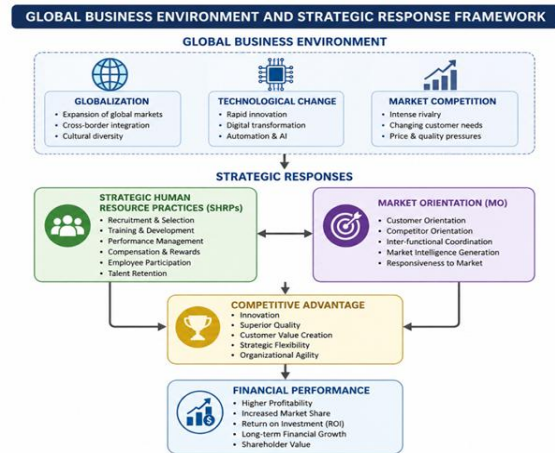 GLOBAL BUSINESS ENVIRONMENT AND STRATEGIC RESPONSE FRAMEWORK
GLOBAL BUSINESS ENVIRONMENT
GLOBALIZATION
• Expansion of global markets
• Cross-border integration
• Cultural diversity
TECHNOLOGICAL CHANGE
• Rapid innovation
• Digital transformation
• Automation & AI
MARKET COMPETITION
• Intense rivalry
• Changing customer needs
• Price & quality pressures
STRATEGIC RESPONSES
STRATEGIC HUMAN
RESOURCE PRACTICES (SHRPs)
• Recruitment & Selection
• Training & Development
• Performance Management
• Compensation & Rewards
• Employee Participation
• Talent Retention
MARKET ORIENTATION (MO)
• Customer Orientation
• Competitor Orientation
• Inter-functional Coordination
• Market Intelligence Generation
• Responsiveness to Market
COMPETITIVE ADVANTAGE
• Innovation
• Superior Quality
• Customer Value Creation
• Strategic Flexibility
• Organizational Agility
FINANCIAL PERFORMANCE
• Higher Profitability
• Increased Market Share
• Return on Investment (ROI)
• Long-term Financial Growth
• Shareholder Value
$